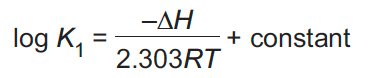 log K₁ = –ΔH / 2.303RT + constant